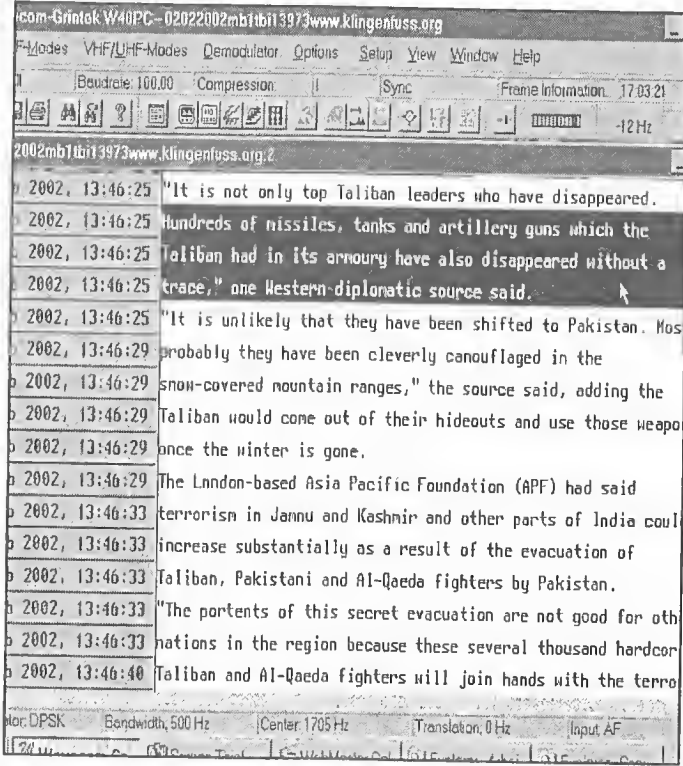 com-Grintek W40PC - 02022002mb1tbi13973www.klingenfuss.org
F-Modes VHF/UHF-Modes Demodulator Options Setup View Window Help
Baudrate: 100.00 Compression: Sync Frame Information: 17:03:21
-12 Hz
2002mb1tbi13973www.klingenfuss.org:2
2002, 13:46:25 "It is not only top Taliban leaders who have disappeared.
2002, 13:46:25 Hundreds of missiles, tanks and artillery guns which the
2002, 13:46:25 Taliban had in its armoury have also disappeared without a
2002, 13:46:25 trace," one Western diplomatic source said.
2002, 13:46:25 "It is unlikely that they have been shifted to Pakistan. Mos
b 2002, 13:46:29 probably they have been cleverly camouflaged in the
b 2002, 13:46:29 snow-covered mountain ranges," the source said, adding the
b 2002, 13:46:29 Taliban would come out of their hideouts and use those weapo
b 2002, 13:46:29 once the winter is gone.
b 2002, 13:46:29 The Lnndon-based Asia Pacific Foundation (APF) had said
b 2002, 13:46:33 terrorism in Jammu and Kashmir and other parts of India coul
b 2002, 13:46:33 increase substantially as a result of the evacuation of
b 2002, 13:46:33 Taliban, Pakistani and Al-Qaeda fighters by Pakistan.
b 2002, 13:46:33 "The portents of this secret evacuation are not good for oth
b 2002, 13:46:33 nations in the region because these several thousand hardcor
b 2002, 13:46:40 Taliban and Al-Qaeda fighters will join hands with the terro
tor: DPSK Bandwidth, 500 Hz Center: 1705 Hz Translation, 0 Hz Input AF